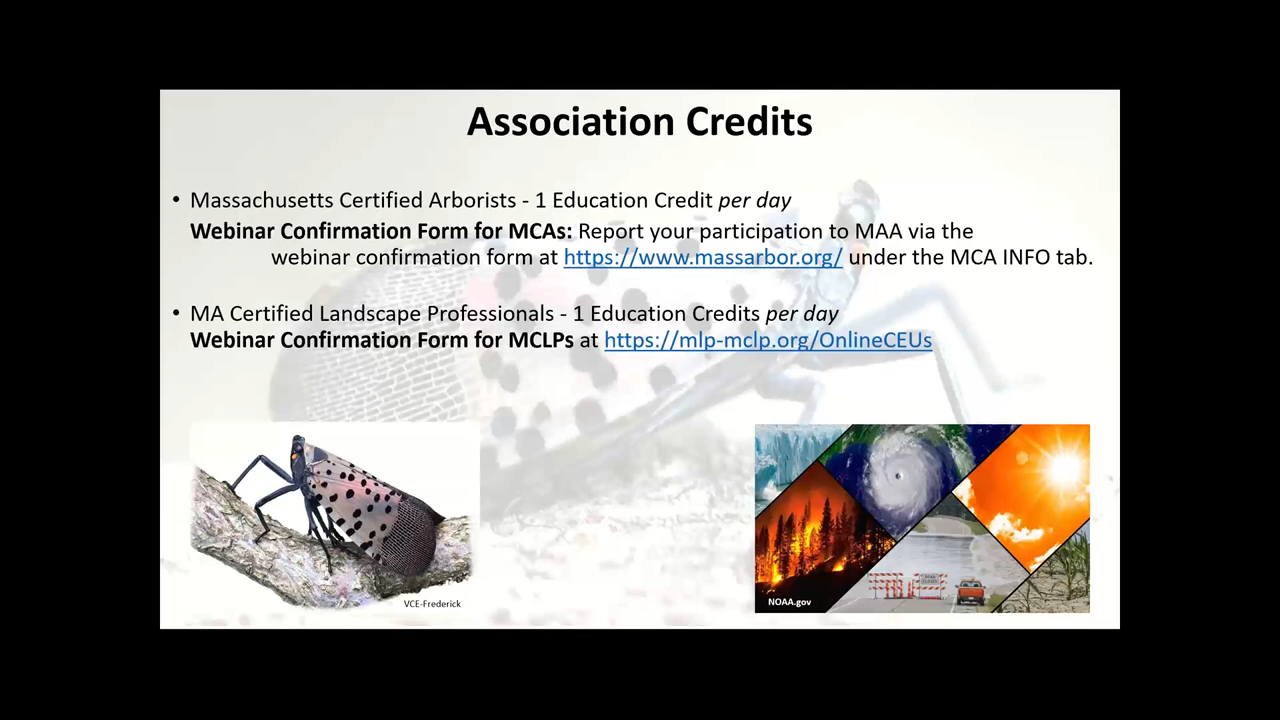 Association Credits
• Massachusetts Certified Arborists - 1 Education Credit per day
Webinar Confirmation Form for MCAs: Report your participation to MAA via the
webinar confirmation form at https://www.massarbor.org/ under the MCA INFO tab.
• MA Certified Landscape Professionals - 1 Education Credits per day
Webinar Confirmation Form for MCLPs at https://mlp-mclp.org/OnlineCEUs
VCE-Frederick
NOAA.gov